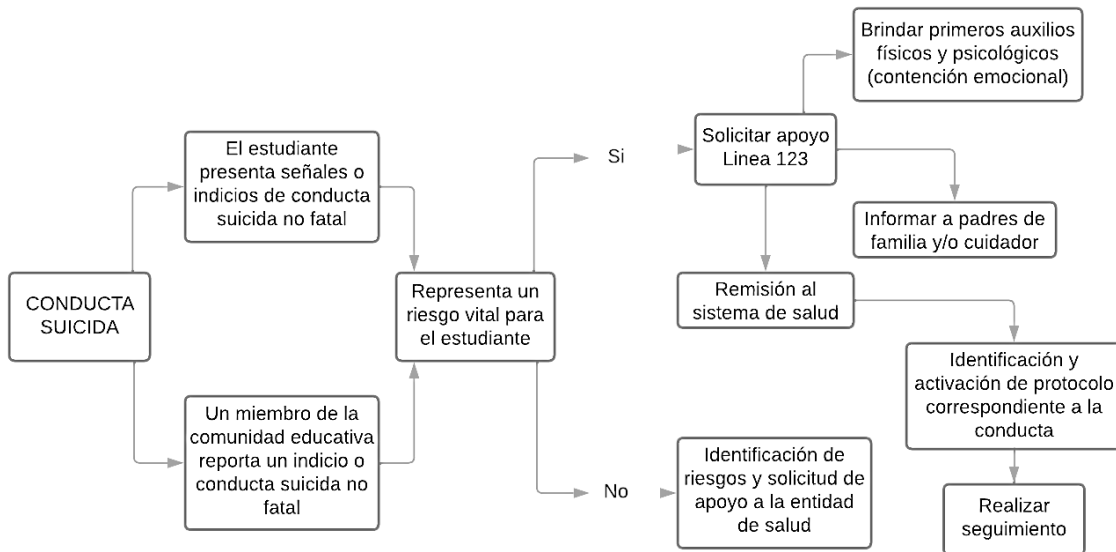 CONDUCTA
SUICIDA
El estudiante
presenta señales o
indicios de conducta
suicida no fatal
Un miembro de la
comunidad educativa
reporta un indicio o
conducta suicida no
fatal
Representa un
riesgo vital para
el estudiante
Si
Solicitar apoyo
Linea 123
Brindar primeros auxilios
físicos y psicológicos
(contención emocional)
Informar a padres de
familia y/o cuidador
Remisión al
sistema de salud
Identificación y
activación de protocolo
correspondiente a la
conducta
Realizar
seguimiento
No
Identificación de
riesgos y solicitud de
apoyo a la entidad
de salud